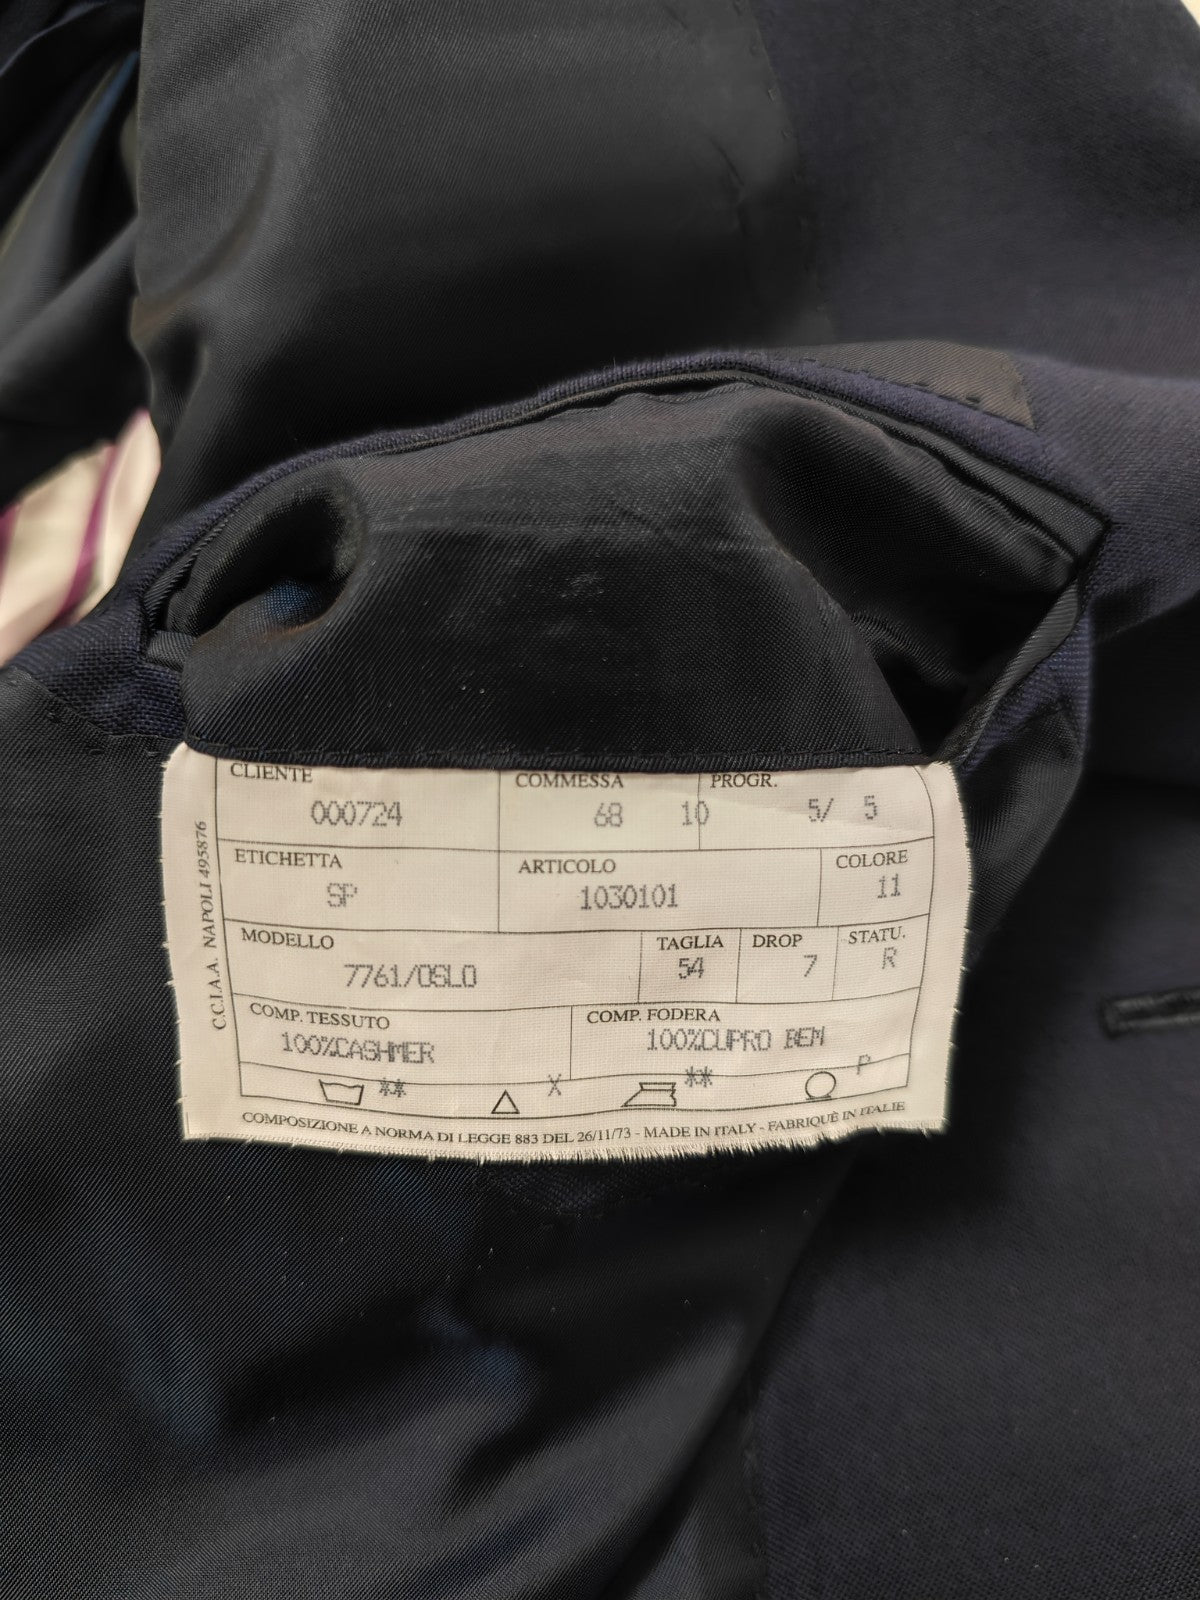 CLIENTE COMMESSA PROGR.
000724 68 10 5/ 5
ETICHETTA ARTICOLO COLORE
SP 1030101 11
MODELLO TAGLIA DROP STATU.
7761/OSLO 54 7 R
COMP. TESSUTO COMP. FODERA
100%CASHMER 100%CUPRO BEM
** X ** P
COMPOSIZIONE A NORMA DI LEGGE 883 DEL 26/11/73 - MADE IN ITALY - FABRIQUÈ IN ITALIE
C.C.I.A.A. NAPOLI 495876